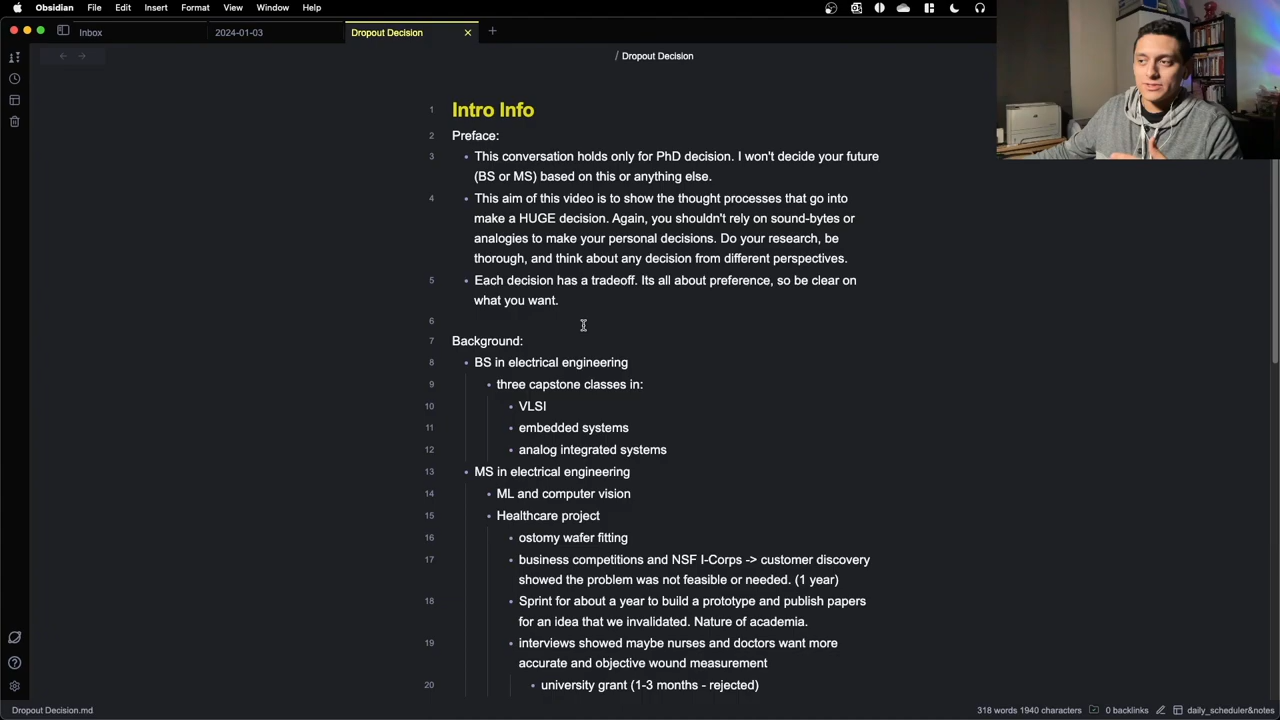 Obsidian File Edit Insert Format View Window Help
Inbox 2024-01-03 Dropout Decision
/ Dropout Decision
1 Intro Info
2 Preface:
3 This conversation holds only for PhD decision. I won't decide your future
(BS or MS) based on this or anything else.
4 This aim of this video is to show the thought processes that go into
make a HUGE decision. Again, you shouldn't rely on sound-bytes or
analogies to make your personal decisions. Do your research, be
thorough, and think about any decision from different perspectives.
5 Each decision has a tradeoff. Its all about preference, so be clear on
what you want.
6
7 Background:
8 BS in electrical engineering
9 three capstone classes in:
10 VLSI
11 embedded systems
12 analog integrated systems
13 MS in electrical engineering
14 ML and computer vision
15 Healthcare project
16 ostomy wafer fitting
17 business competitions and NSF I-Corps -> customer discovery
showed the problem was not feasible or needed. (1 year)
18 Sprint for about a year to build a prototype and publish papers
for an idea that we invalidated. Nature of academia.
19 interviews showed maybe nurses and doctors want more
accurate and objective wound measurement
20 university grant (1-3 months - rejected)
Dropout Decision.md 318 words 1940 characters 0 backlinks daily_scheduler&notes